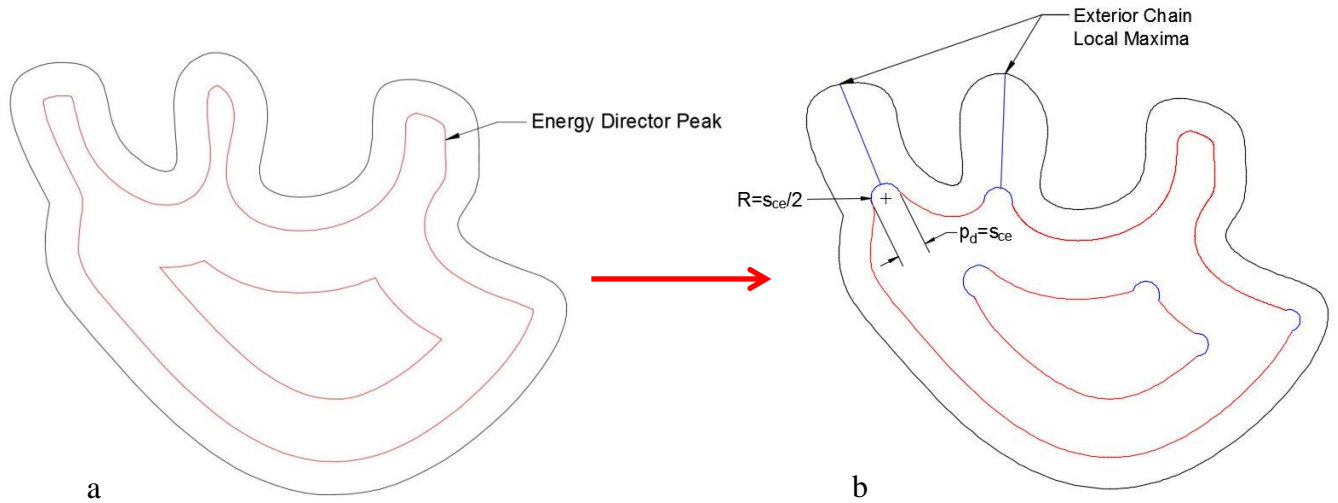 Exterior Chain
Local Maxima
Energy Director Peak
R=sce/2
pd=sce
a
b